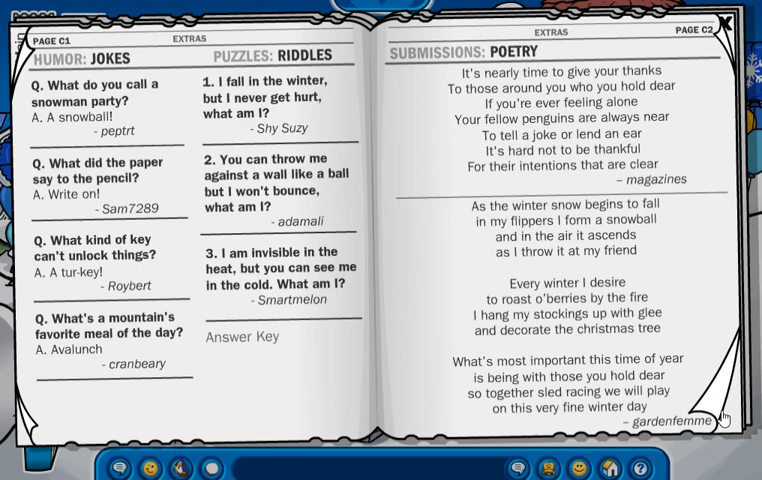 PAGE C1
EXTRAS
HUMOR: JOKES
Q. What do you call a
snowman party?
A. A snowball!
- peptrt
Q. What did the paper
say to the pencil?
A. Write on!
- Sam7289
Q. What kind of key
can't unlock things?
A. A tur-key!
- Roybert
Q. What's a mountain's
favorite meal of the day?
A. Avalunch
- cranbeary
PUZZLES: RIDDLES
1. I fall in the winter,
but I never get hurt,
what am I?
- Shy Suzy
2. You can throw me
against a wall like a ball
but I won't bounce,
what am I?
- adamali
3. I am invisible in the
heat, but you can see me
in the cold. What am I?
- Smartmelon
Answer Key
EXTRAS
PAGE C2
SUBMISSIONS: POETRY
It's nearly time to give your thanks
To those around you who you hold dear
If you're ever feeling alone
Your fellow penguins are always near
To tell a joke or lend an ear
It's hard not to be thankful
For their intentions that are clear
– magazines
As the winter snow begins to fall
in my flippers I form a snowball
and in the air it ascends
as I throw it at my friend
Every winter I desire
to roast o'berries by the fire
I hang my stockings up with glee
and decorate the christmas tree
What's most important this time of year
is being with those you hold dear
so together sled racing we will play
on this very fine winter day
– gardenfemme